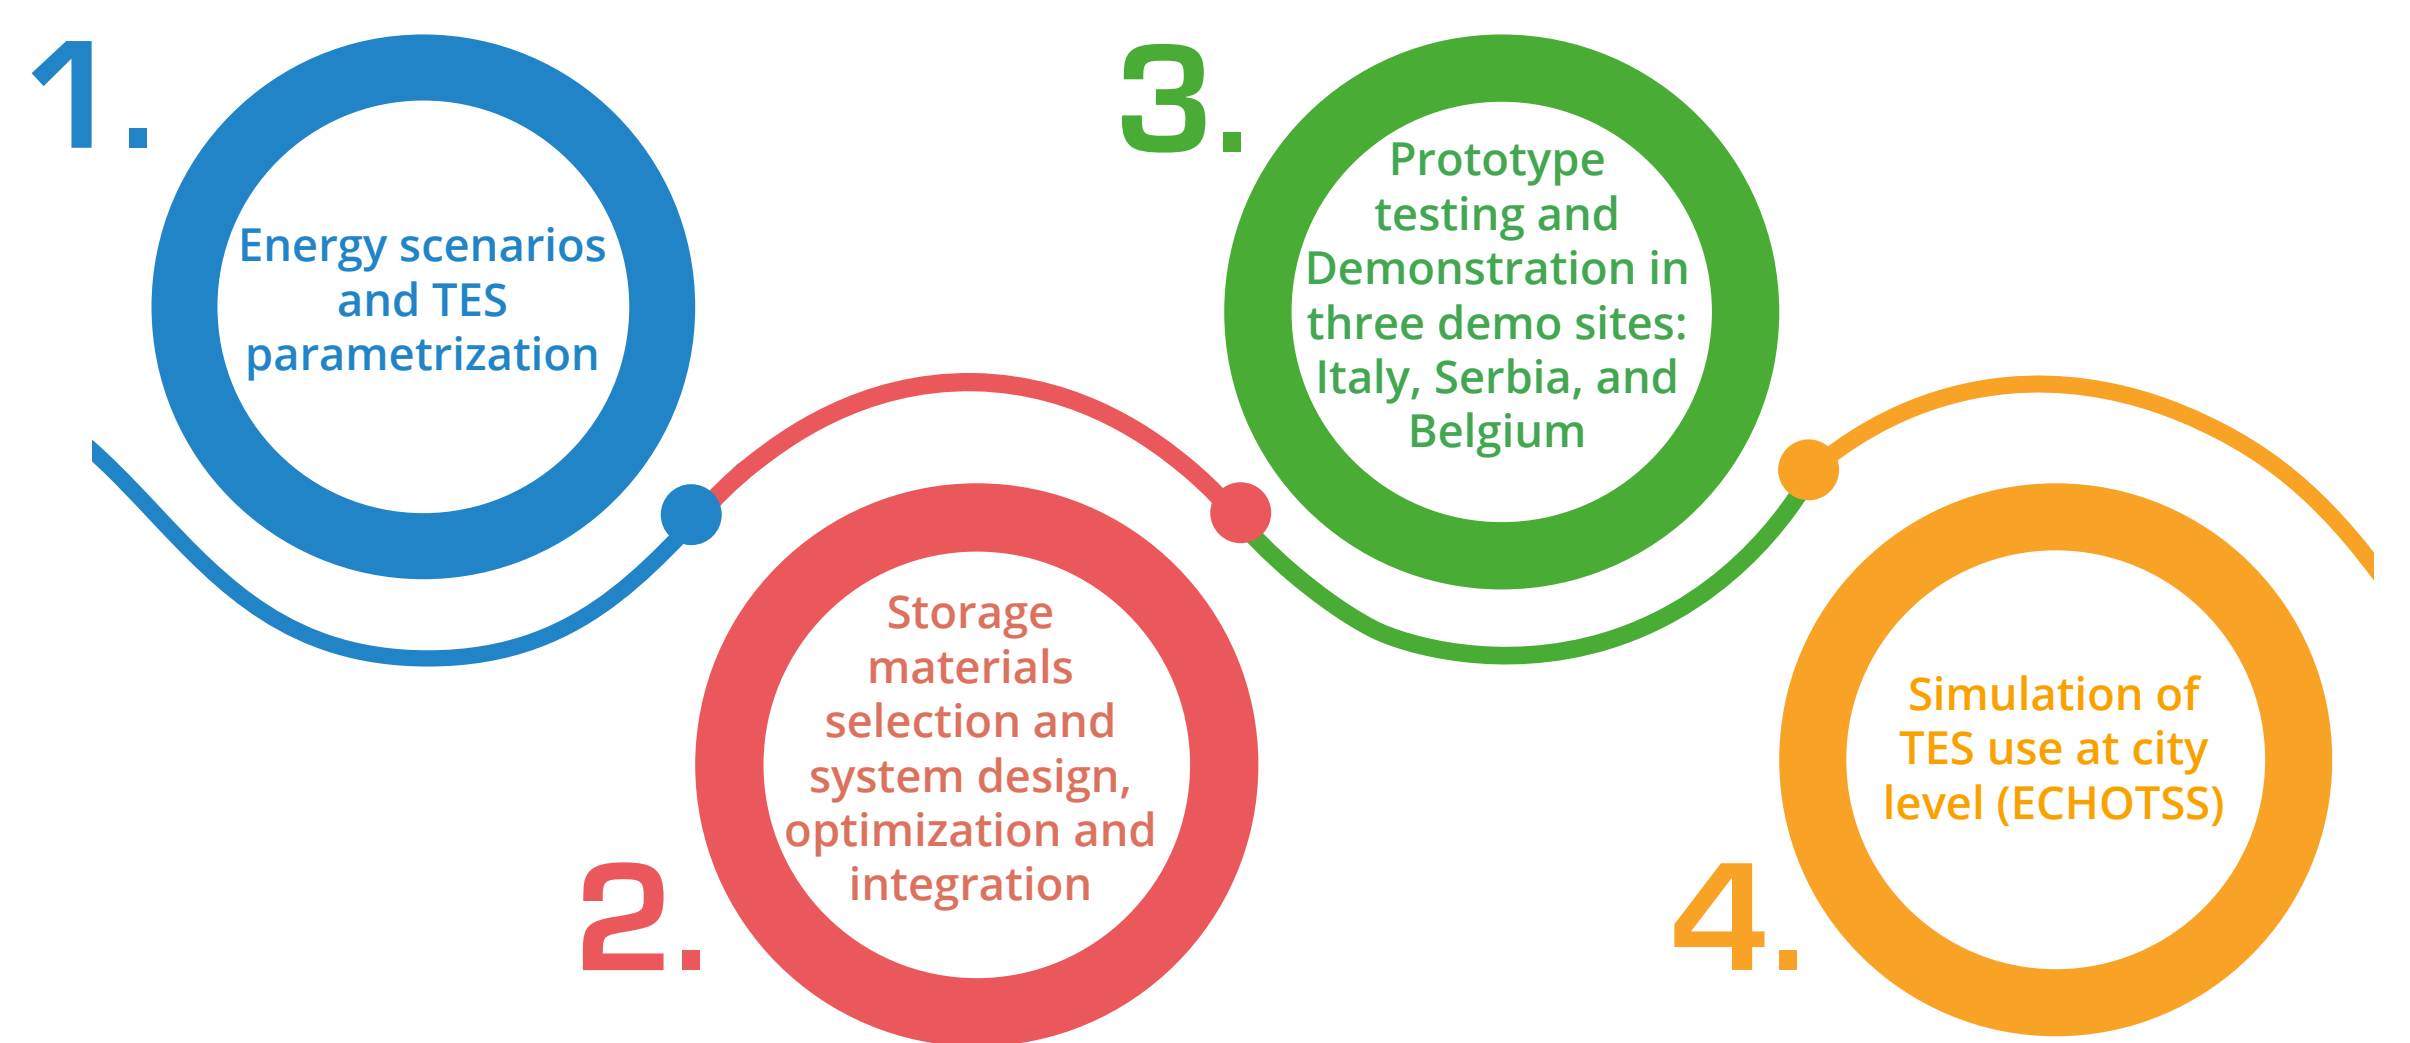 1.
Energy scenarios
and TES
parametrization
2.
Storage
materials
selection and
system design,
optimization and
integration
3.
Prototype
testing and
Demonstration in
three demo sites:
Italy, Serbia, and
Belgium
4.
Simulation of
TES use at city
level (ECHOTSS)